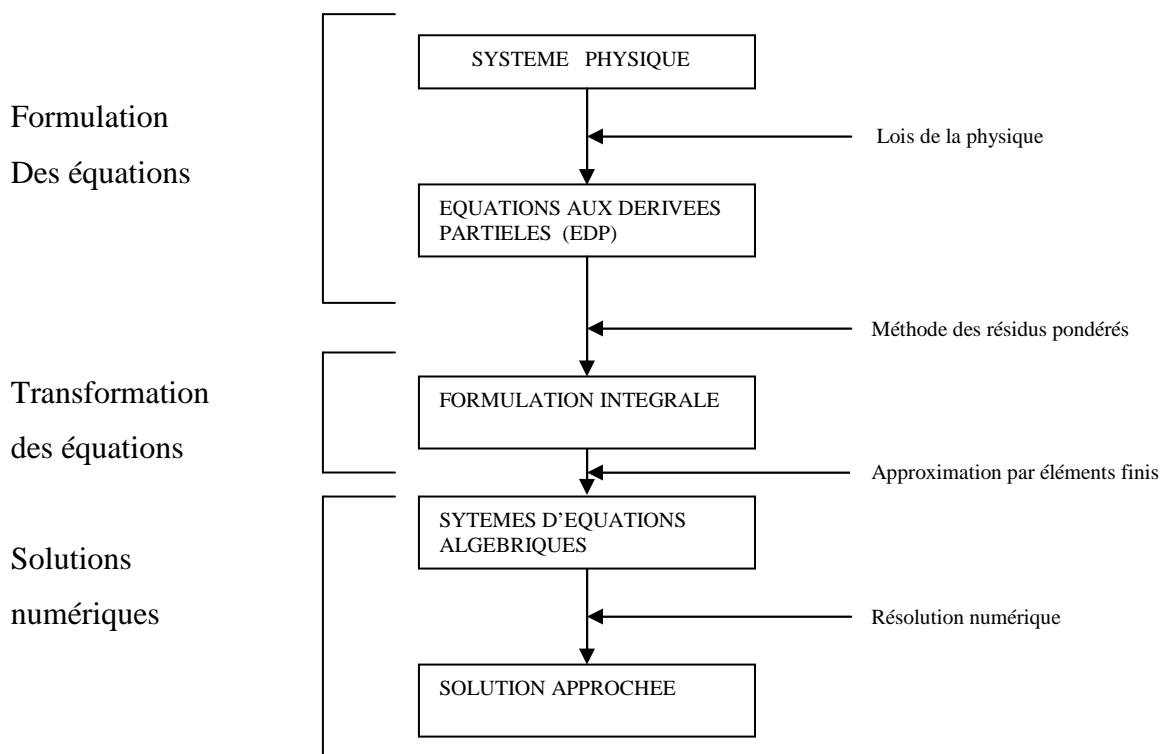 SYSTEME PHYSIQUE
Formulation
Des équations
Lois de la physique
EQUATIONS AUX DERIVEES
PARTIELES (EDP)
Méthode des résidus pondérés
Transformation
des équations
FORMULATION INTEGRALE
Approximation par éléments finis
SYTEMES D’EQUATIONS
ALGEBRIQUES
Solutions
numériques
Résolution numérique
SOLUTION APPROCHEE